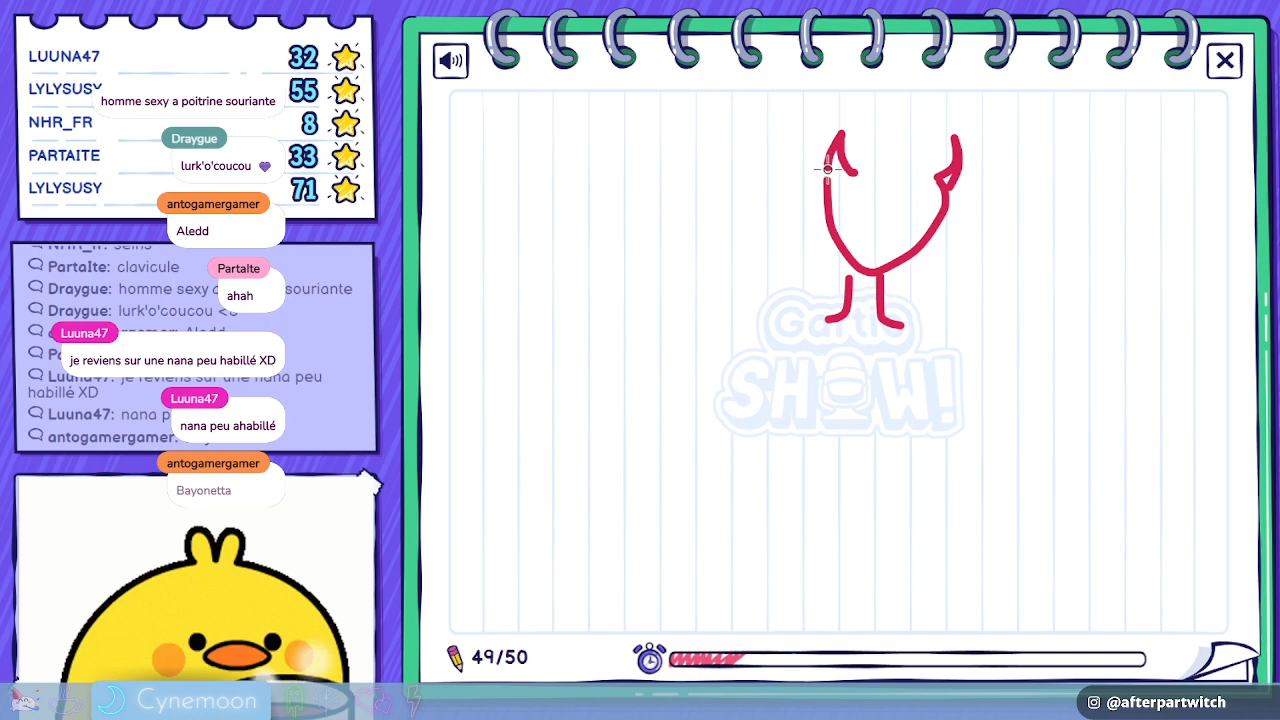 LUUNA47 32
LYLYSUSY 55
homme sexy a poitrine souriante
NHR_FR 8
Draygue
PARTAITE 33
lurk'o'coucou
LYLYSUSY 71
antogamergamer
Aledd
PartaIte: clavicule
PartaIte
Draygue: homme sexy souriante
ahah
Draygue: lurk'o'coucou <3
Luuna47
je reviens sur une nana peu habillé XD
Luuna47: je reviens sur une nana peu
habillé XD
Luuna47
Luuna47: nana p
nana peu ahabillé
antogamergamer:
antogamergamer
Bayonetta
Gartic
SHOW!
49/50
Cynemoon
@afterpartwitch